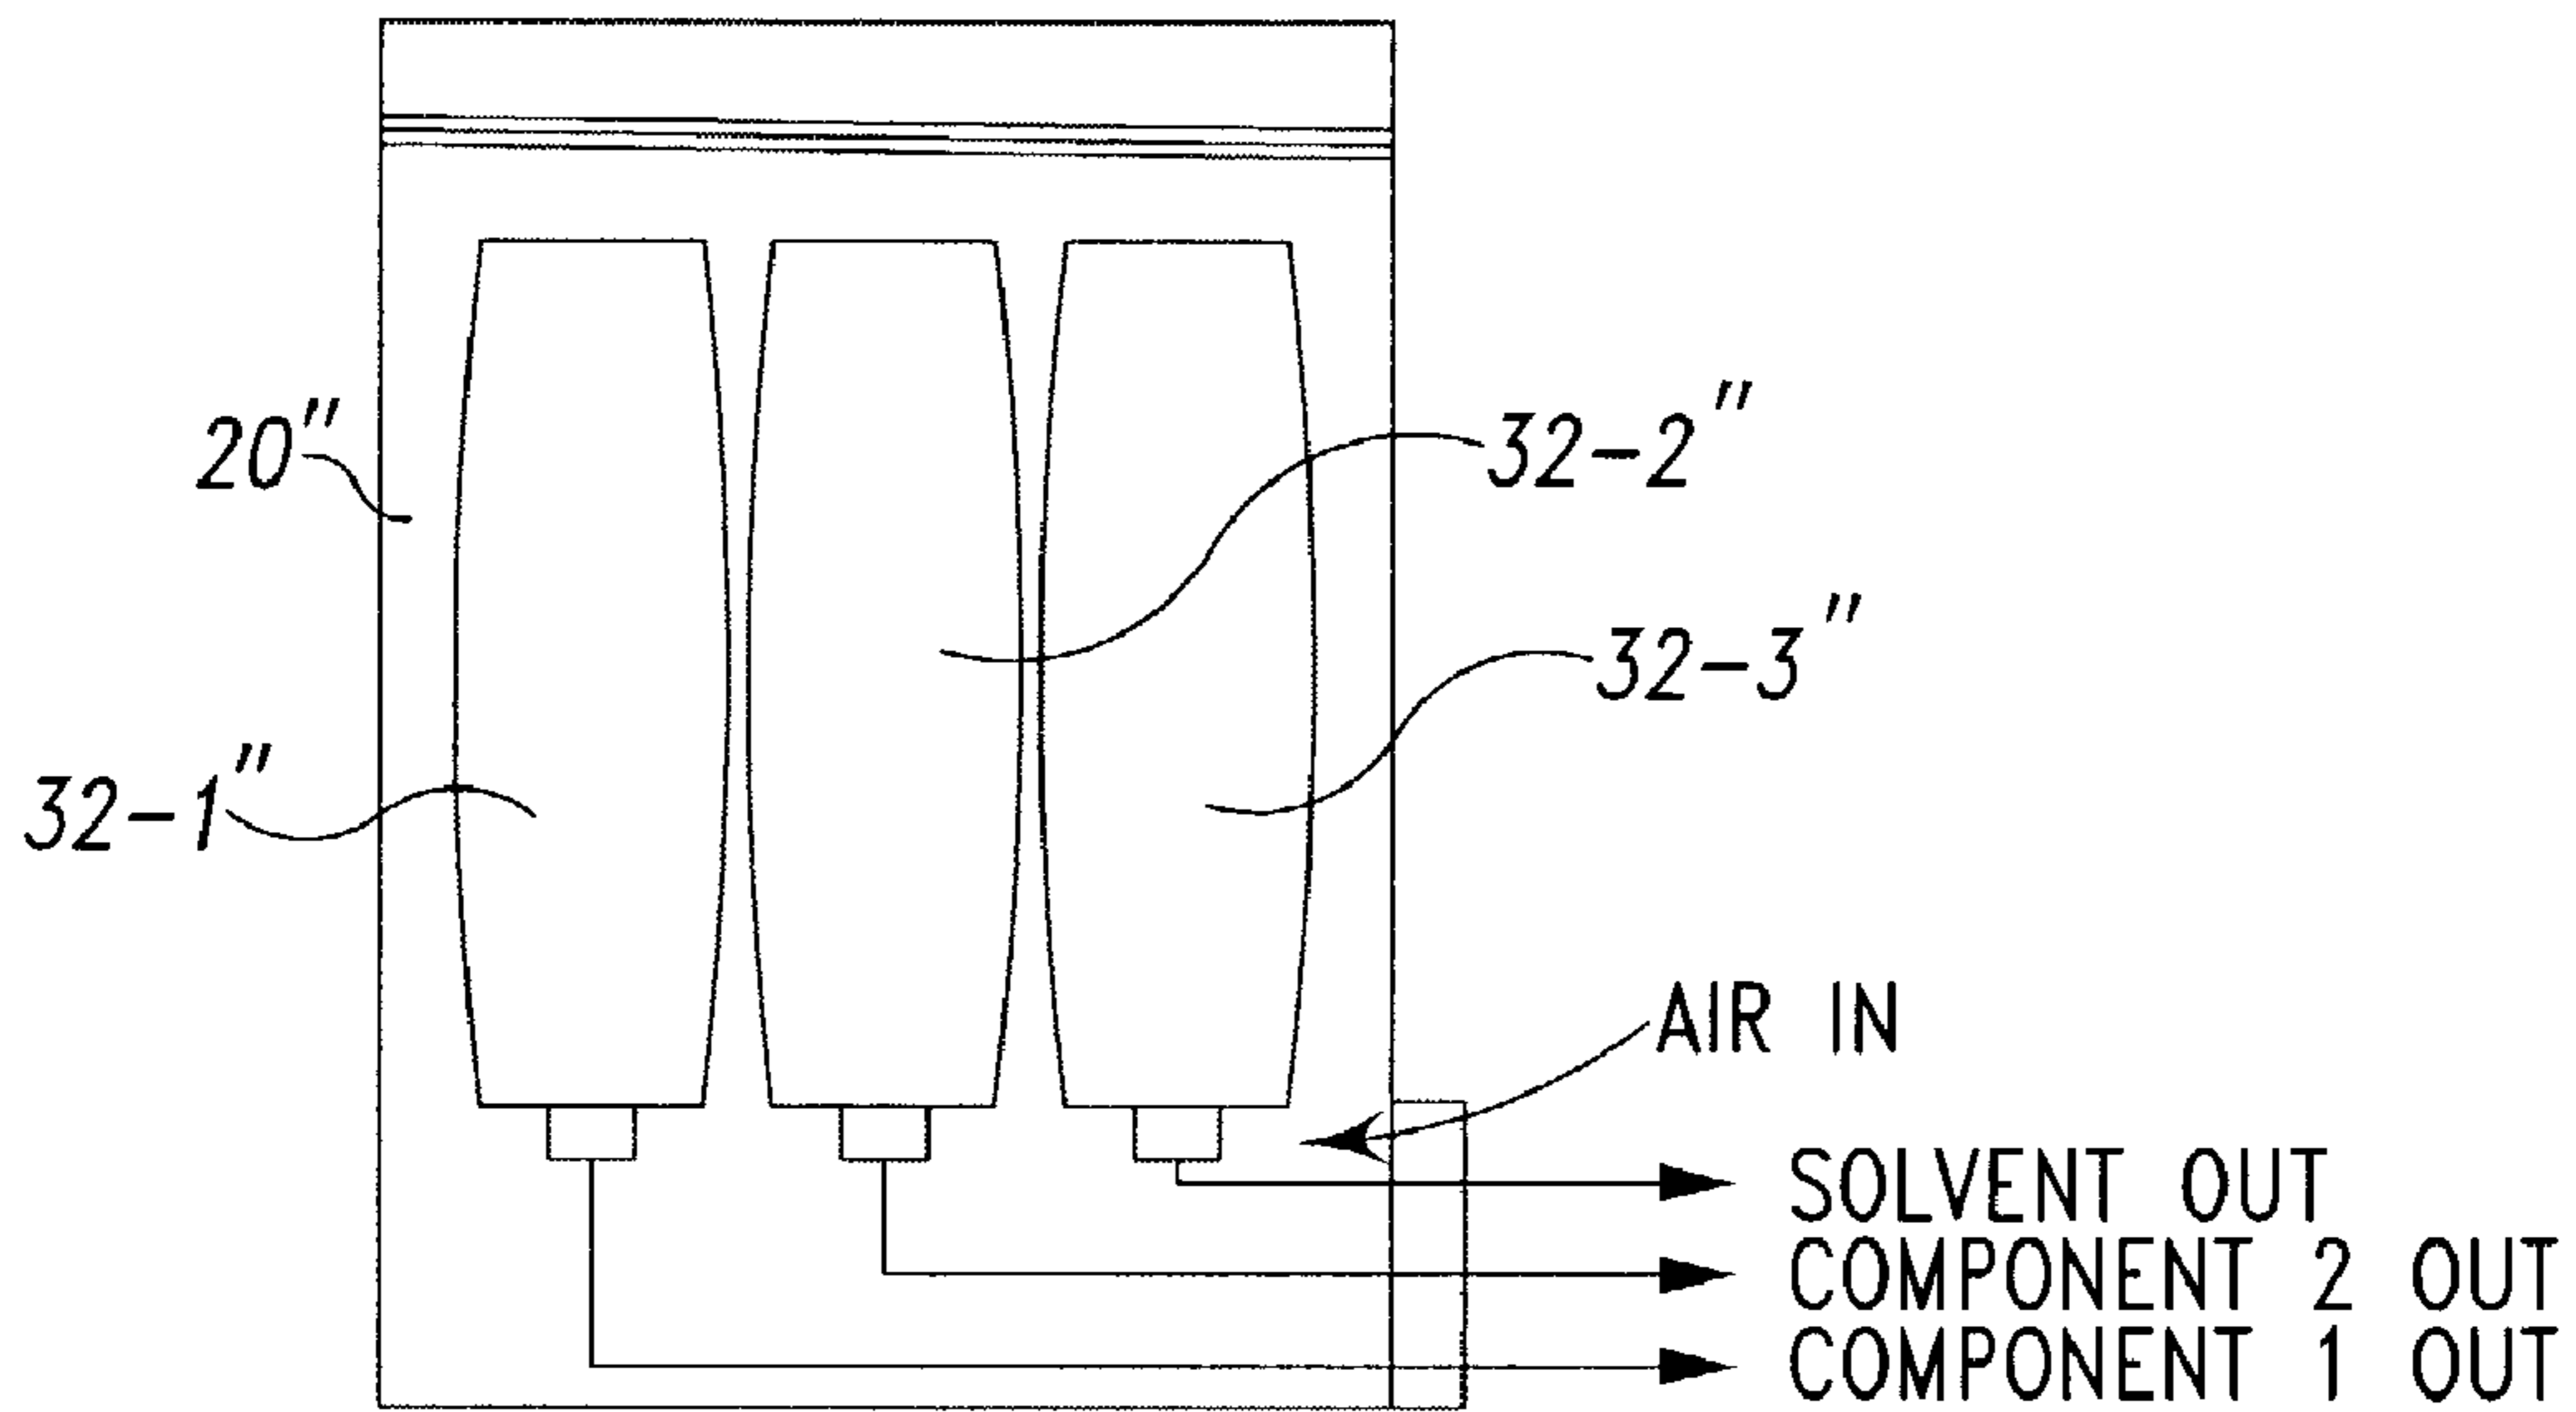 20"
32-2"
32-3"
32-1"
AIR IN
SOLVENT OUT
COMPONENT 2 OUT
COMPONENT 1 OUT